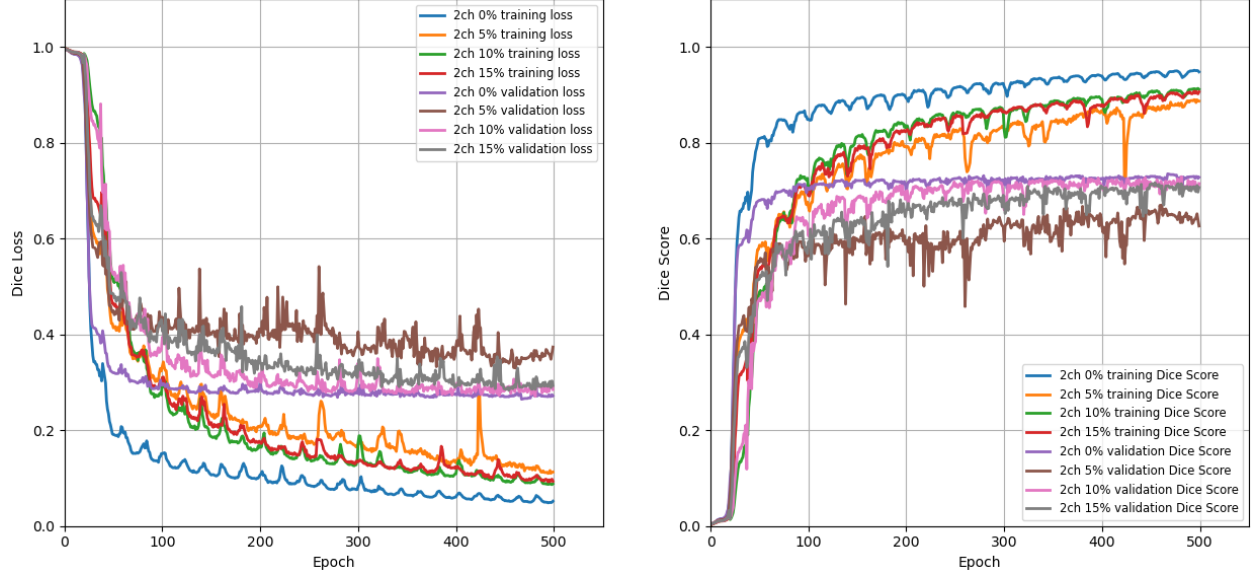 1.0
0.8
0.6
0.4
0.2
0.0
Dice Loss
0
100
200
300
400
500
Epoch
2ch 0% training loss
2ch 5% training loss
2ch 10% training loss
2ch 15% training loss
2ch 0% validation loss
2ch 5% validation loss
2ch 10% validation loss
2ch 15% validation loss
1.0
0.8
0.6
0.4
0.2
0.0
Dice Score
0
100
200
300
400
500
Epoch
2ch 0% training Dice Score
2ch 5% training Dice Score
2ch 10% training Dice Score
2ch 15% training Dice Score
2ch 0% validation Dice Score
2ch 5% validation Dice Score
2ch 10% validation Dice Score
2ch 15% validation Dice Score